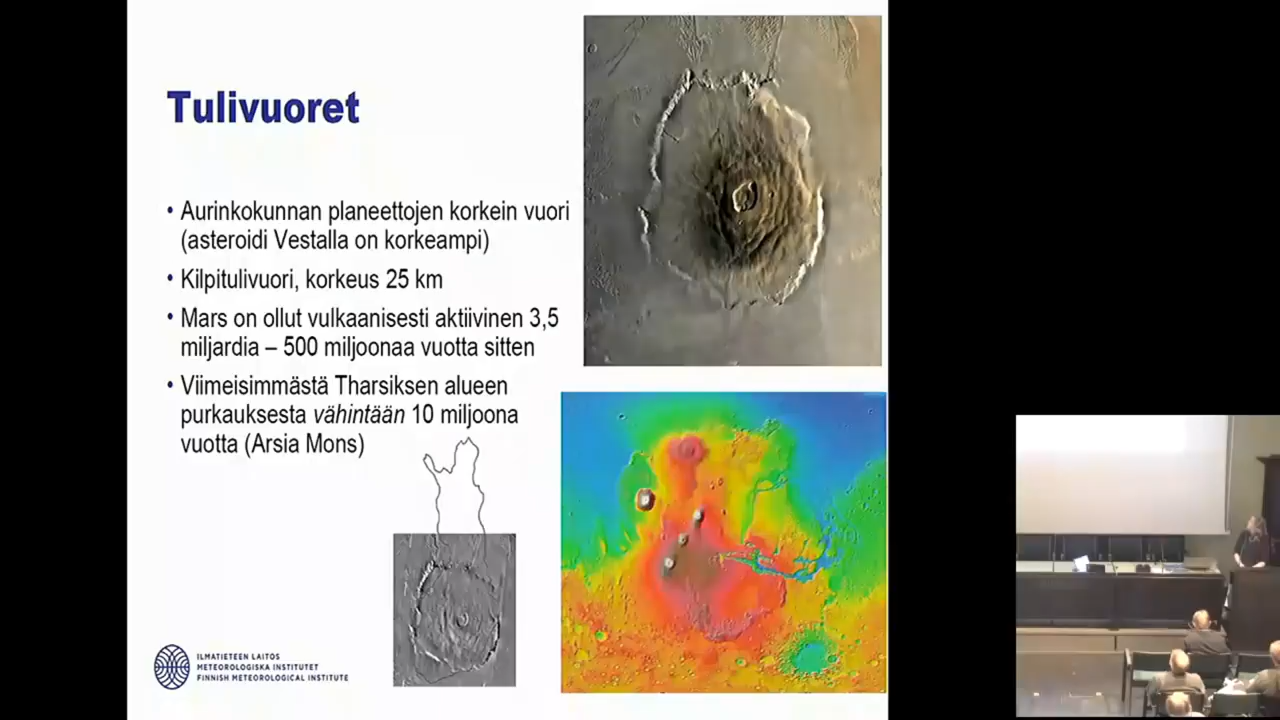 Tulivuoret
• Aurinkokunnan planeettojen korkein vuori
(asteroidi Vestalla on korkeampi)
• Kilpitulivuori, korkeus 25 km
• Mars on ollut vulkaanisesti aktiivinen 3,5
miljardia – 500 miljoonaa vuotta sitten
• Viimeisimmästä Tharsiksen alueen
purkauksesta vähintään 10 miljoona
vuotta (Arsia Mons)
ILMATIETEEN LAITOS
METEOROLOGISKA INSTITUTET
FINNISH METEOROLOGICAL INSTITUTE